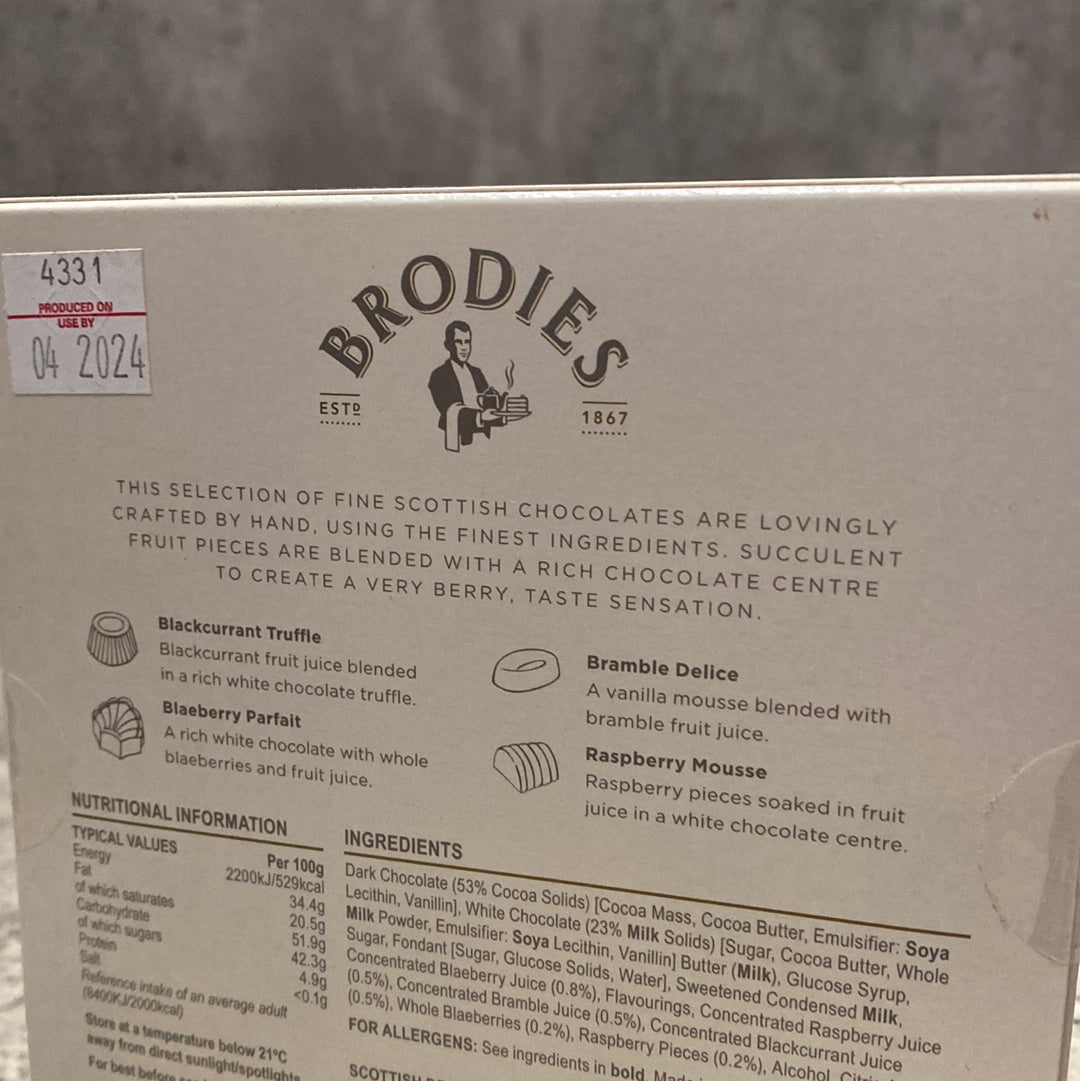 4331
PRODUCED ON
USE BY
04 2024
BRODIES
ESTD
1867
THIS SELECTION OF FINE SCOTTISH CHOCOLATES ARE LOVINGLY
CRAFTED BY HAND, USING THE FINEST INGREDIENTS. SUCCULENT
FRUIT PIECES ARE BLENDED WITH A RICH CHOCOLATE CENTRE
TO CREATE A VERY BERRY, TASTE SENSATION.
Blackcurrant Truffle
Blackcurrant fruit juice blended
in a rich white chocolate truffle.
Blaeberry Parfait
A rich white chocolate with whole
blaeberries and fruit juice.
Bramble Delice
A vanilla mousse blended with
bramble fruit juice.
Raspberry Mousse
Raspberry pieces soaked in fruit
juice in a white chocolate centre.
NUTRITIONAL INFORMATION
TYPICAL VALUES Per 100g
Energy 2200kJ/529kcal
Fat 34.4g
of which saturates 20.5g
Carbohydrate 51.9g
of which sugars 42.3g
Protein 4.9g
Salt <0.1g
Reference intake of an average adult
(8400KJ/2000kcal)
Store at a temperature below 21°C
away from direct sunlight/spotlights
For best before
INGREDIENTS
Dark Chocolate (53% Cocoa Solids) [Cocoa Mass, Cocoa Butter, Emulsifier: Soya
Lecithin, Vanillin], White Chocolate (23% Milk Solids) [Sugar, Cocoa Butter, Whole
Milk Powder, Emulsifier: Soya Lecithin, Vanillin] Butter (Milk), Glucose Syrup,
Sugar, Fondant [Sugar, Glucose Solids, Water], Sweetened Condensed Milk,
Concentrated Blaeberry Juice (0.8%), Flavourings, Concentrated Raspberry Juice
(0.5%), Concentrated Bramble Juice (0.5%), Concentrated Blackcurrant Juice
(0.5%), Whole Blaeberries (0.2%), Raspberry Pieces (0.2%), Alcohol,
FOR ALLERGENS: See ingredients in bold.